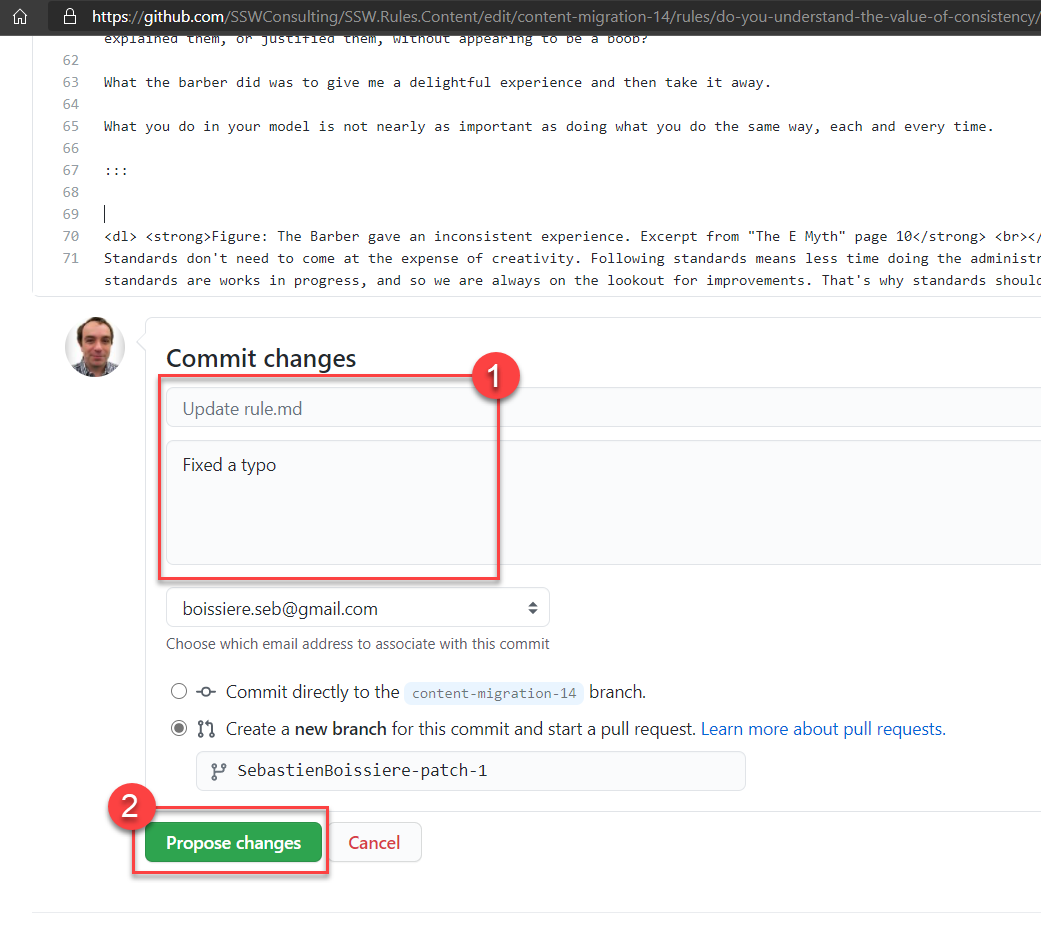 https://github.com/SSWConsulting/SSW.Rules.Content/edit/content-migration-14/rules/do-you-understand-the-value-of-consistency/
explained them, or justified them, without appearing to be a boob?
62
63 What the barber did was to give me a delightful experience and then take it away.
64
65 What you do in your model is not nearly as important as doing what you do the same way, each and every time.
66
67 :::
68
69
70 <dl> <strong>Figure: The Barber gave an inconsistent experience. Excerpt from "The E Myth" page 10</strong> <br></
71 Standards don't need to come at the expense of creativity. Following standards means less time doing the administr
standards are works in progress, and so we are always on the lookout for improvements. That's why standards should
Commit changes
1
Update rule.md
Fixed a typo
boissiere.seb@gmail.com
Choose which email address to associate with this commit
Commit directly to the content-migration-14 branch.
Create a new branch for this commit and start a pull request. Learn more about pull requests.
SebastienBoissiere-patch-1
2
Propose changes Cancel